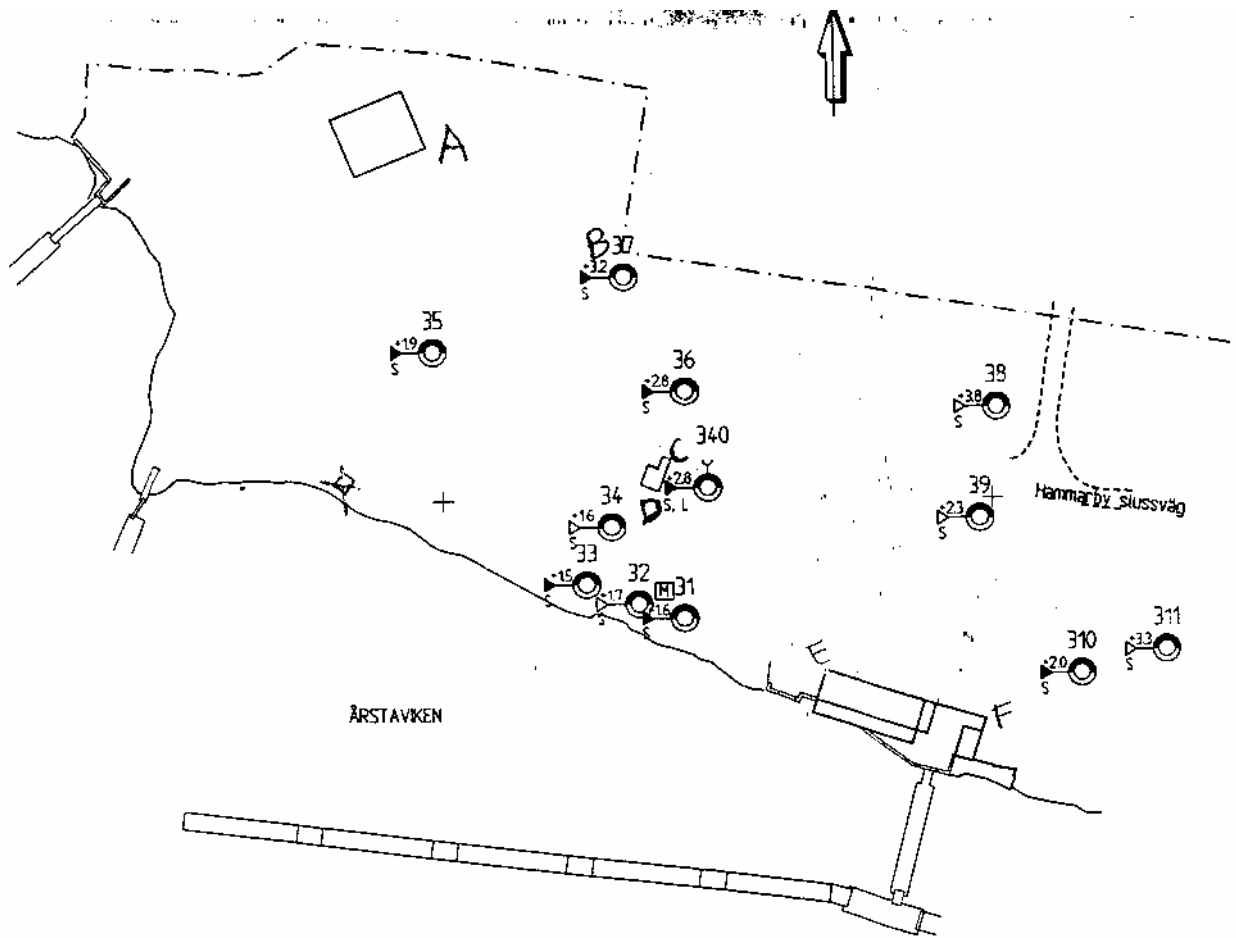 A
B 37
+3.2
S
35
+1.9
S
36
+2.8
S
38
+3.8
S
C 340
+2.8
D S, L
34
+1.6
S
39
+2.3
S
Hammarby slussväg
33
+1.5
S
32
+1.7
S
M 31
+1.6
S
311
+3.3
S
310
+2.0
S
E
F
ÅRSTAVIKEN